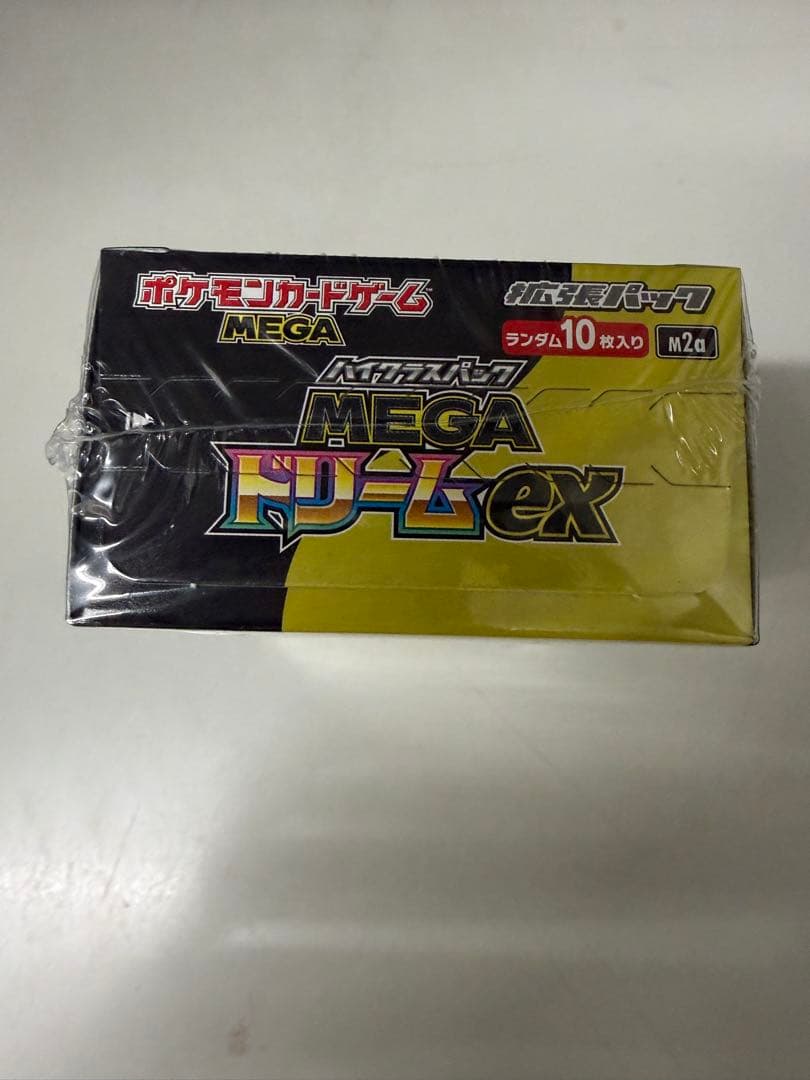 ポケモンカードゲーム
MEGA
拡張パック
ランダム10枚入り
M2a
ハイクラスパック
MEGA
ドリームex